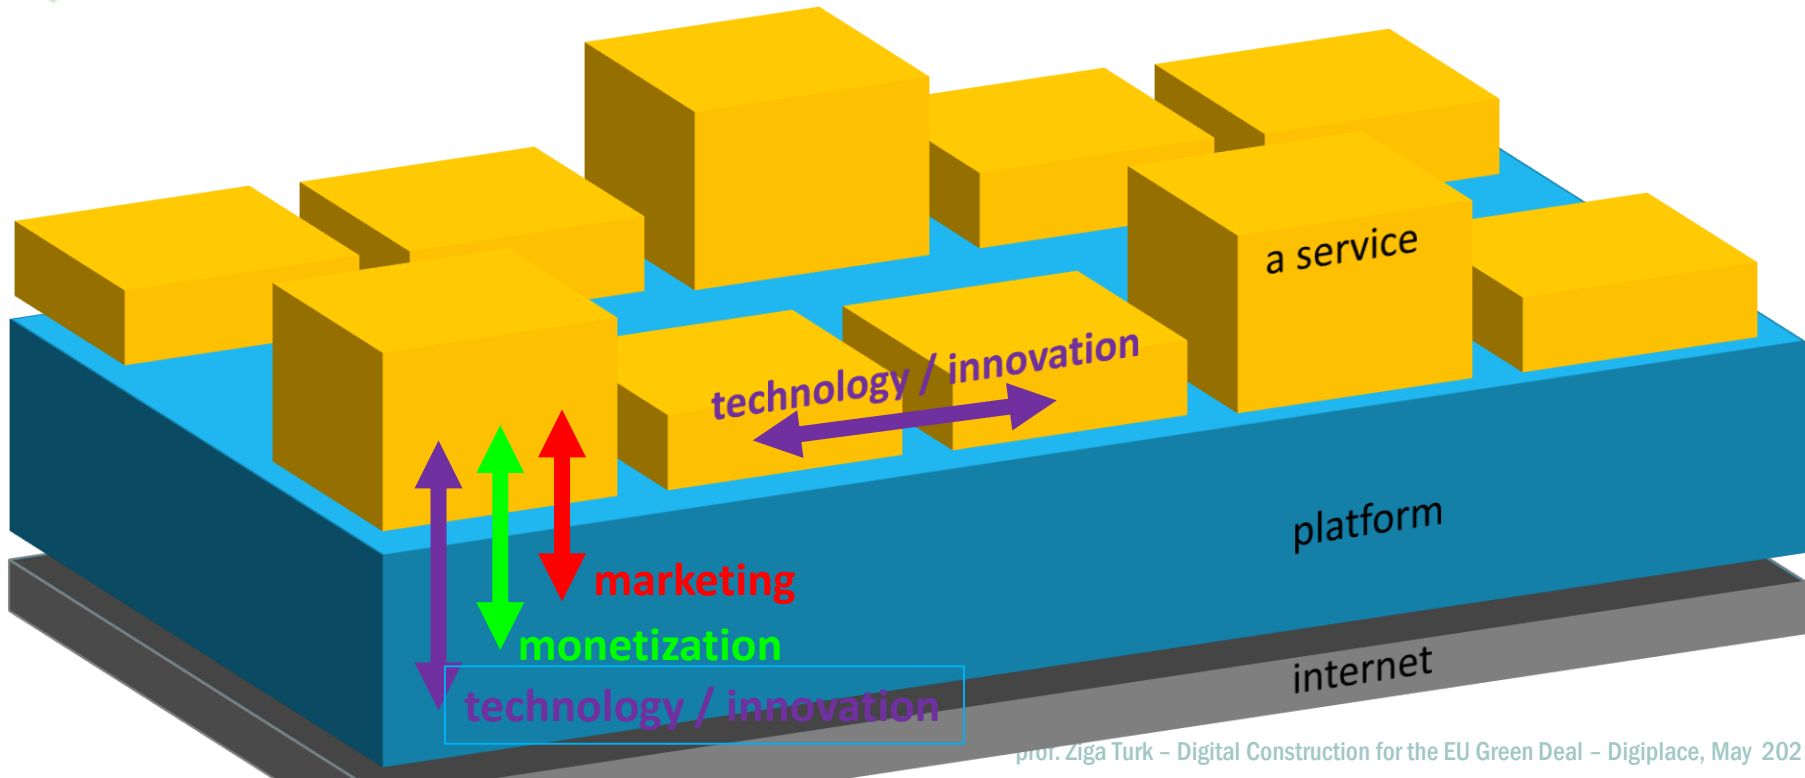 a service
technology / innovation
platform
marketing
monetization
internet
technology / innovation
prof. Ziga Turk – Digital Construction for the EU Green Deal – Digiplace, May 202